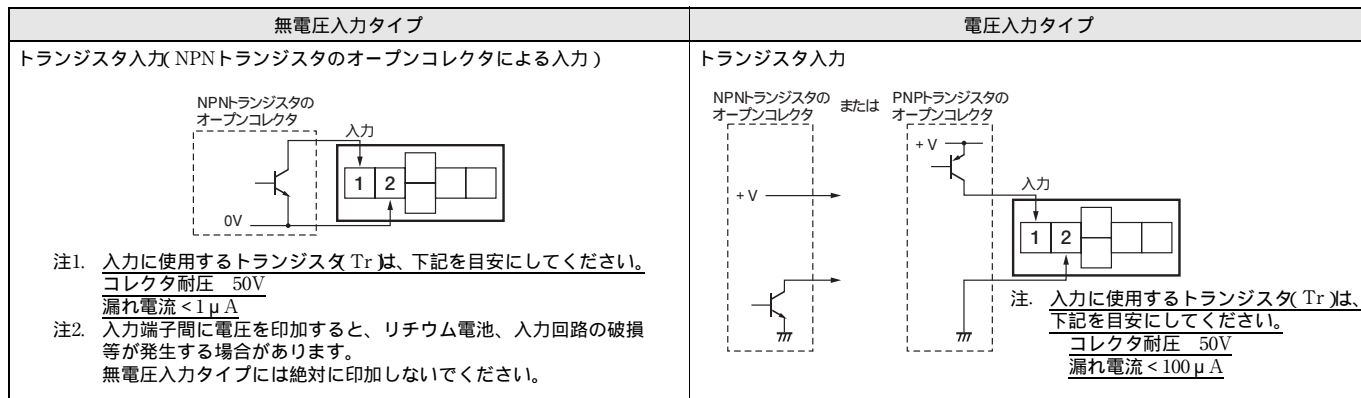 無電圧入力タイプ
トランジスタ入力( NPNトランジスタのオープンコレクタによる入力 )
NPNトランジスタの
オープンコレクタ
入力
1 2
0V
注1. 入力に使用するトランジスタ( Tr )は、下記を目安にしてください。
コレクタ耐圧 50V
漏れ電流 < 1 μ A
注2. 入力端子間に電圧を印加すると、リチウム電池、入力回路の破損
等が発生する場合があります。
無電圧入力タイプには絶対に印加しないでください。
電圧入力タイプ
トランジスタ入力
NPNトランジスタの
オープンコレクタ
または
PNPトランジスタの
オープンコレクタ
+ V
+ V
入力
1 2
注. 入力に使用するトランジスタ( Tr )は、
下記を目安にしてください。
コレクタ耐圧 50V
漏れ電流 < 100 μ A